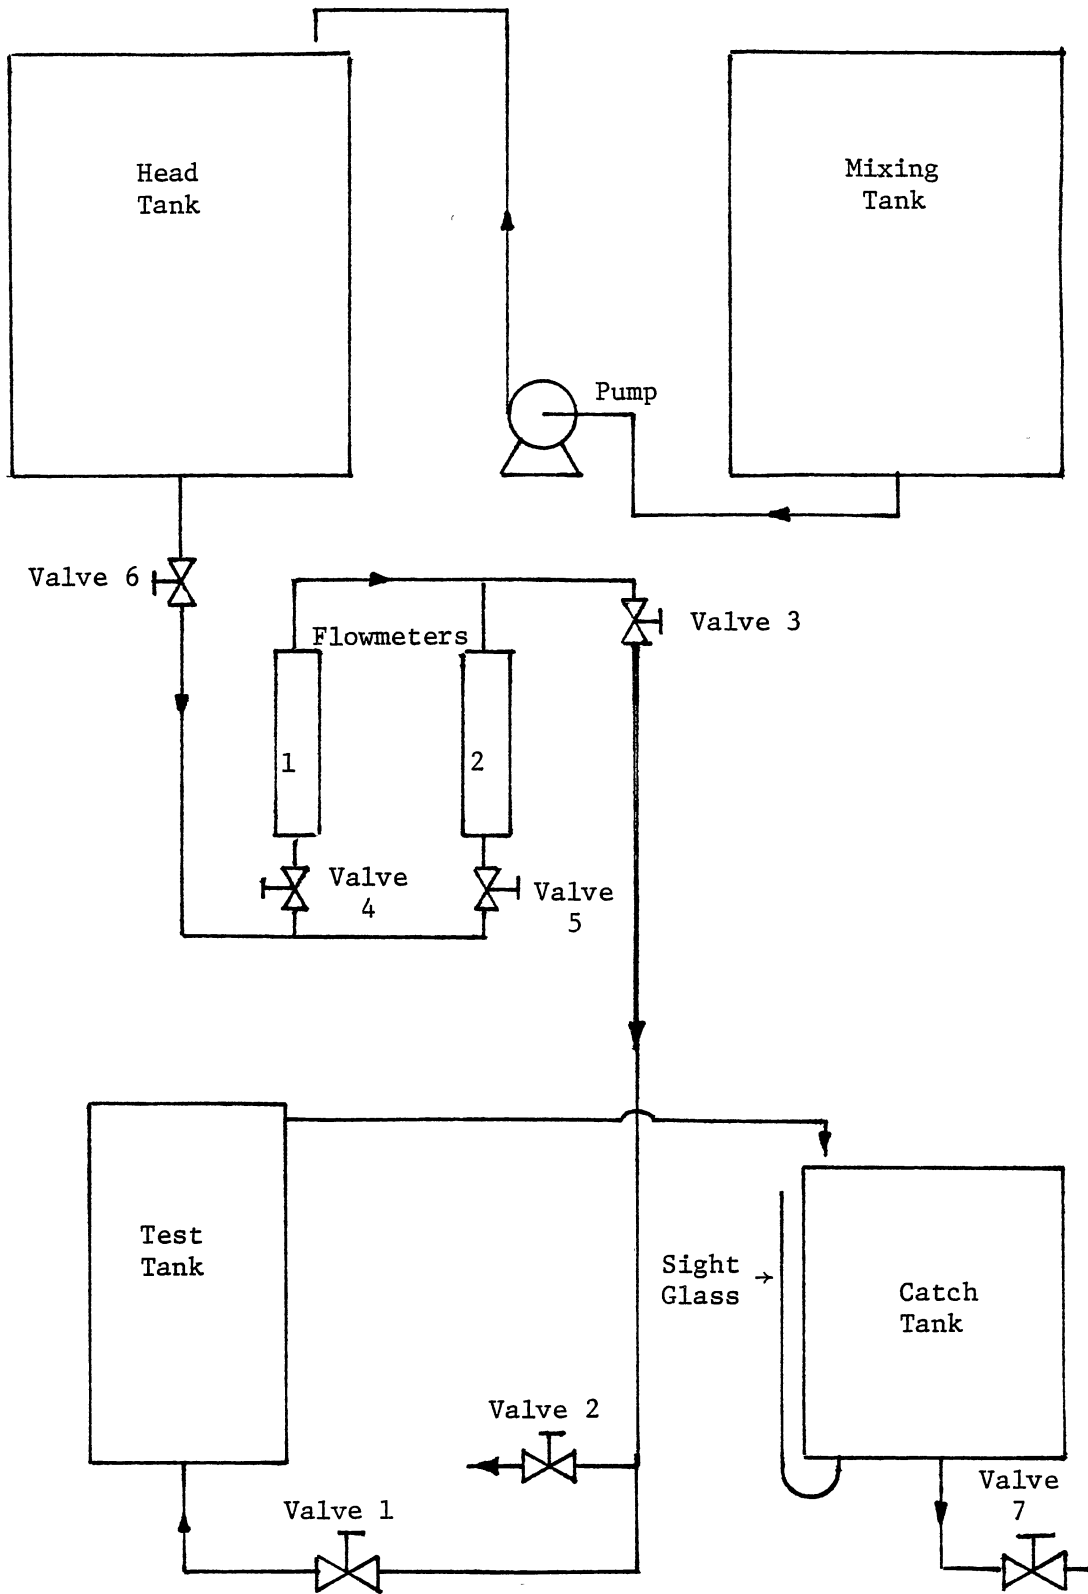 Head
Tank
Mixing
Tank
Pump
Valve 6
Flowmeters
Valve 3
1
2
Valve
4
Valve
5
Test
Tank
Sight
Glass
Catch
Tank
Valve 2
Valve
7
Valve 1